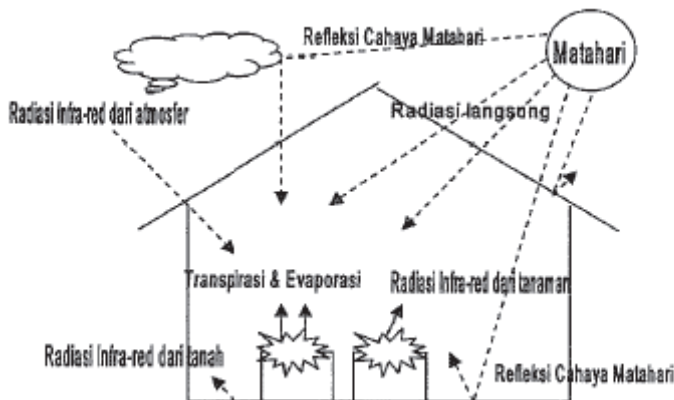 Refleksi Cahaya Matahari
Matahari
Radiasi Infra-red dari atmosfer
Radiasi langsung
Transpirasi & Evaporasi
Radiasi Infra-red dari tanaman
Radiasi Infra-red dari tanah
Refleksi Cahaya Matahari